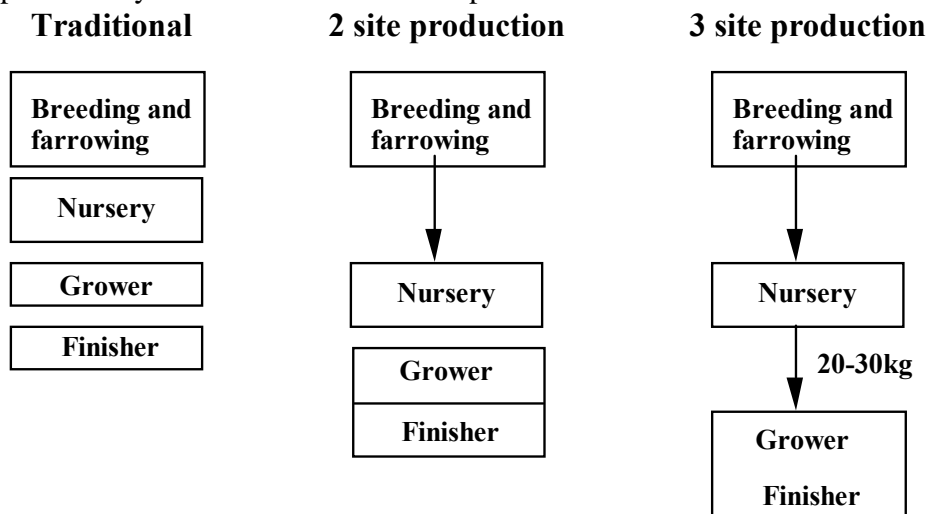 Traditional
Breeding and
farrowing
Nursery
Grower
Finisher
2 site production
Breeding and
farrowing
Nursery
Grower
Finisher
3 site production
Breeding and
farrowing
Nursery
20-30kg
Grower
Finisher